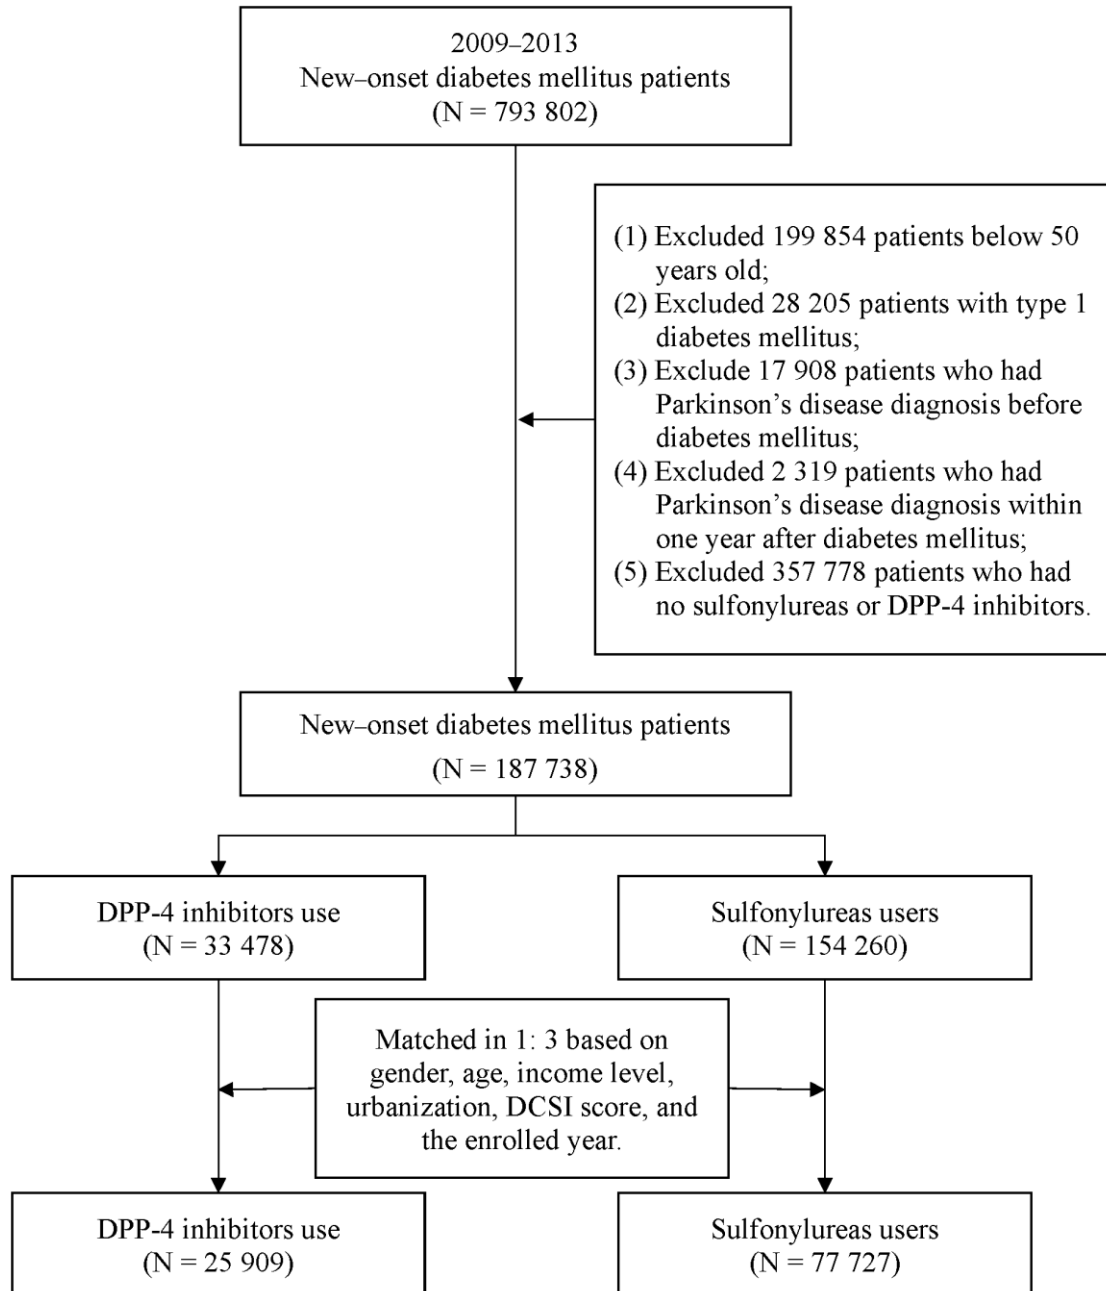 2009–2013
New–onset diabetes mellitus patients
(N = 793 802)
(1) Excluded 199 854 patients below 50
years old;
(2) Excluded 28 205 patients with type 1
diabetes mellitus;
(3) Exclude 17 908 patients who had
Parkinson’s disease diagnosis before
diabetes mellitus;
(4) Excluded 2 319 patients who had
Parkinson’s disease diagnosis within
one year after diabetes mellitus;
(5) Excluded 357 778 patients who had
no sulfonylureas or DPP-4 inhibitors.
New–onset diabetes mellitus patients
(N = 187 738)
DPP-4 inhibitors use
(N = 33 478)
Sulfonylureas users
(N = 154 260)
Matched in 1: 3 based on
gender, age, income level,
urbanization, DCSI score, and
the enrolled year.
DPP-4 inhibitors use
(N = 25 909)
Sulfonylureas users
(N = 77 727)